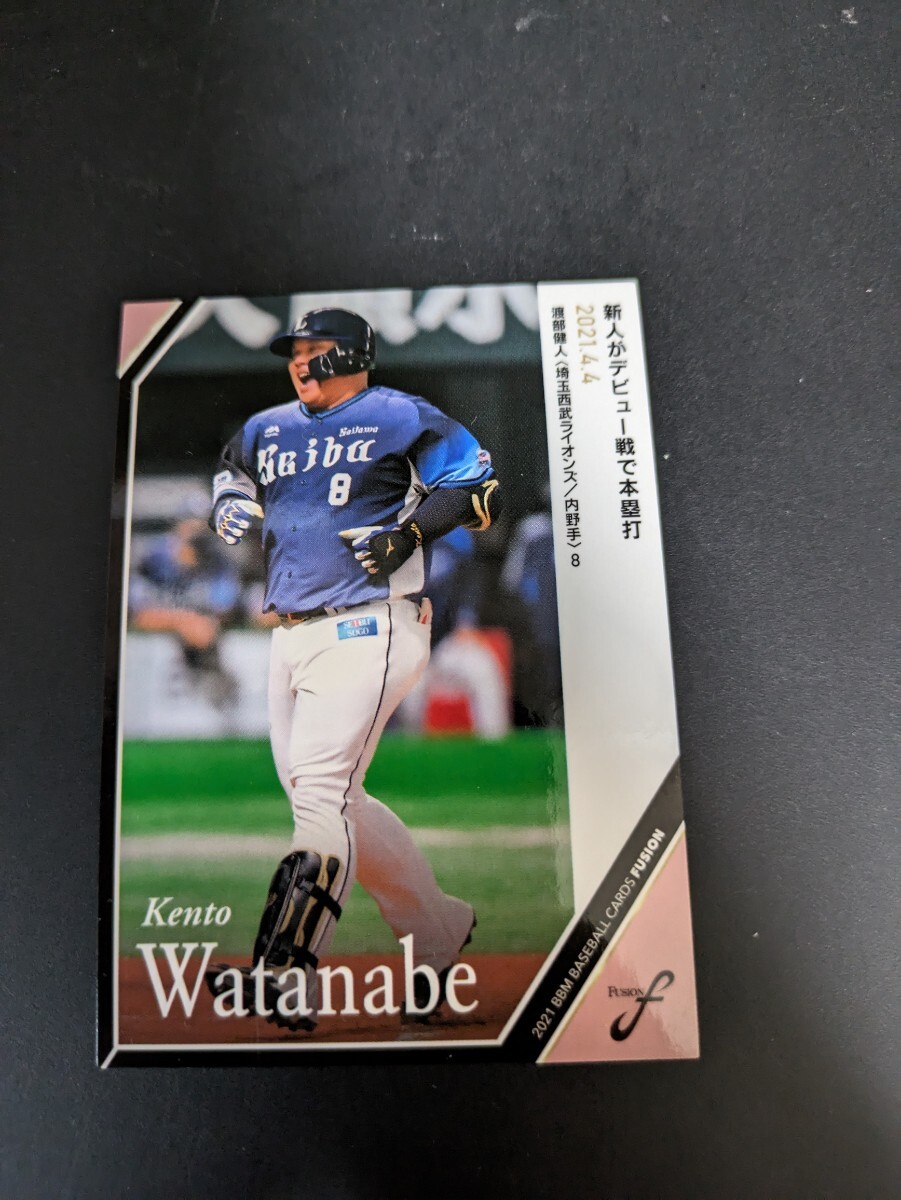 新人がデビュー戦で本塁打
2021.4.4
渡部健人〈埼玉西武ライオンズ／内野手〉8
Saitama
Seibu
8
SEIBU
SOGO
Kento
Watanabe
2021 BBM BASEBALL CARDS FUSION
FUSION
f